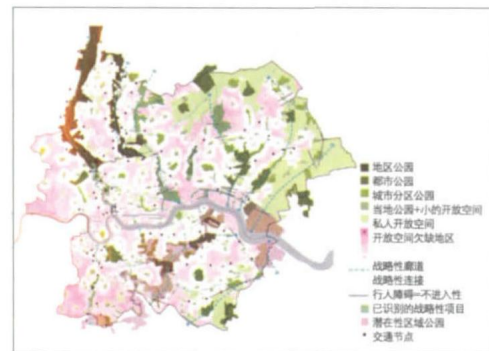 地区公园
都市公园
城市分区公园
当地公园+小的开放空间
私人开放空间
开放空间欠缺地区
战略性廊道
战略性连接
行人障碍=不进入性
已识别的战略性项目
潜在性区域公园
交通节点